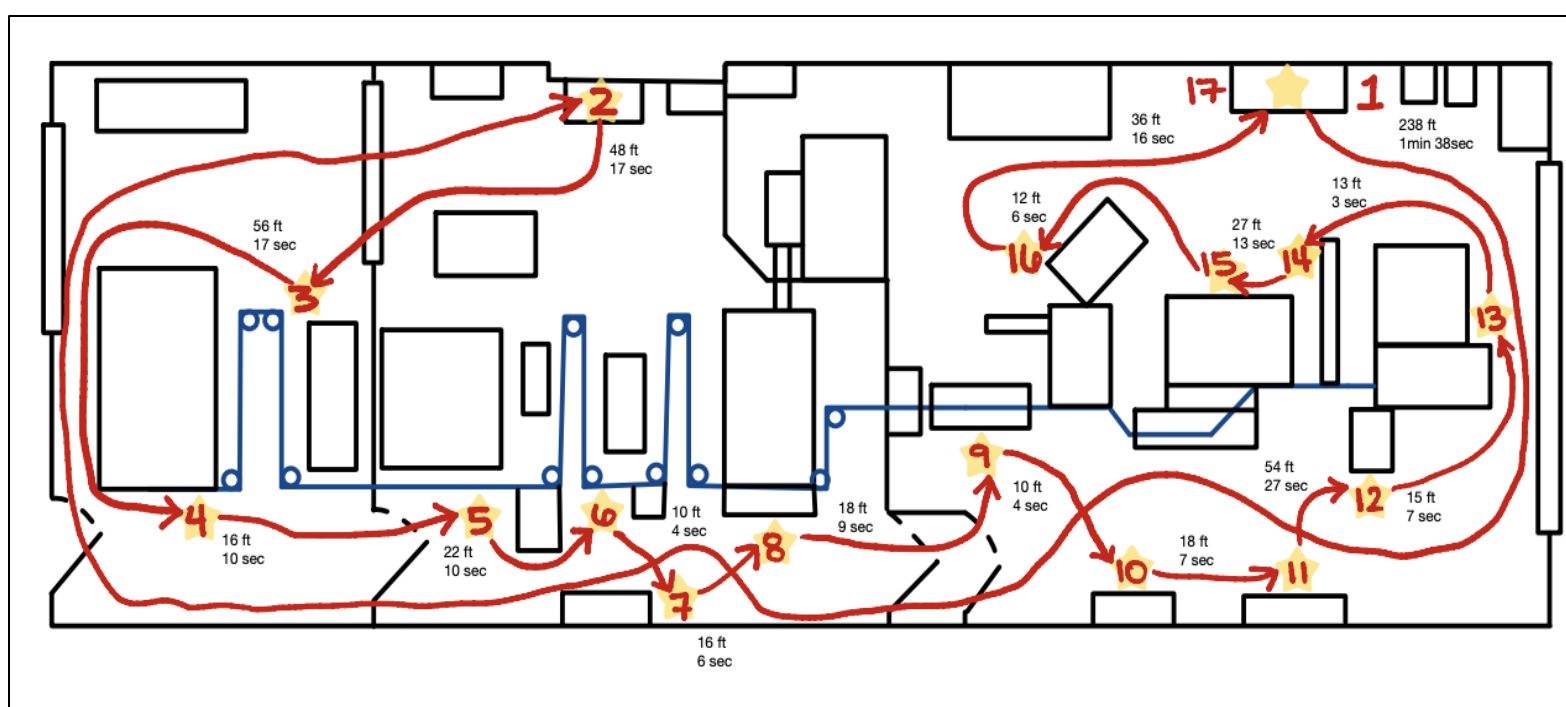 17
1
2
36 ft
16 sec
238 ft
1min 38sec
48 ft
17 sec
13 ft
3 sec
12 ft
6 sec
56 ft
17 sec
27 ft
13 sec
16
15
14
3
13
9
54 ft
27 sec
10 ft
4 sec
12
15 ft
7 sec
4
5
6
10 ft
4 sec
18 ft
9 sec
16 ft
10 sec
22 ft
10 sec
8
18 ft
7 sec
10
11
7
16 ft
6 sec